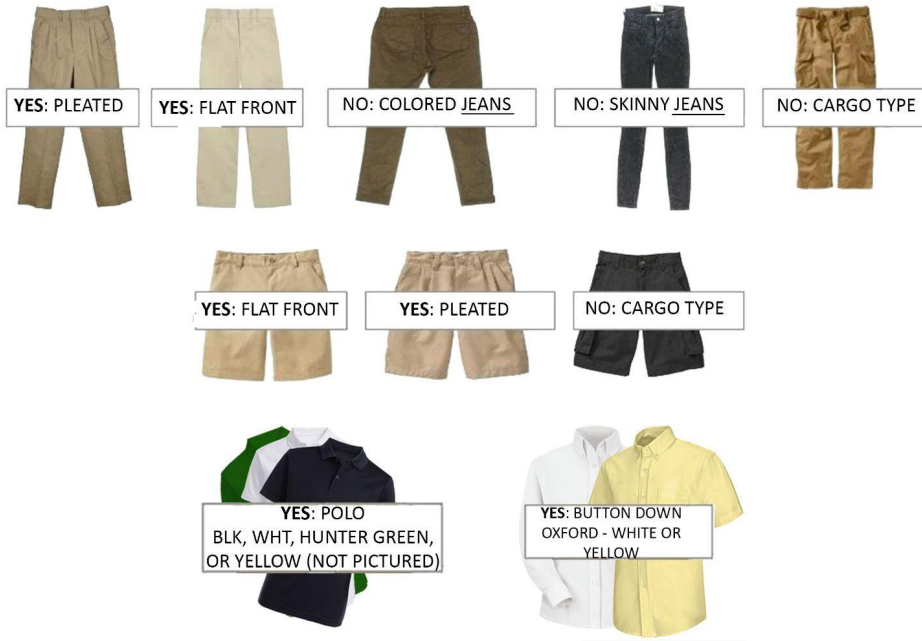 YES: PLEATED
YES: FLAT FRONT
NO: COLORED JEANS
NO: SKINNY JEANS
NO: CARGO TYPE
YES: FLAT FRONT
YES: PLEATED
NO: CARGO TYPE
YES: POLO
BLK, WHT, HUNTER GREEN,
OR YELLOW (NOT PICTURED)
YES: BUTTON DOWN
OXFORD - WHITE OR
YELLOW